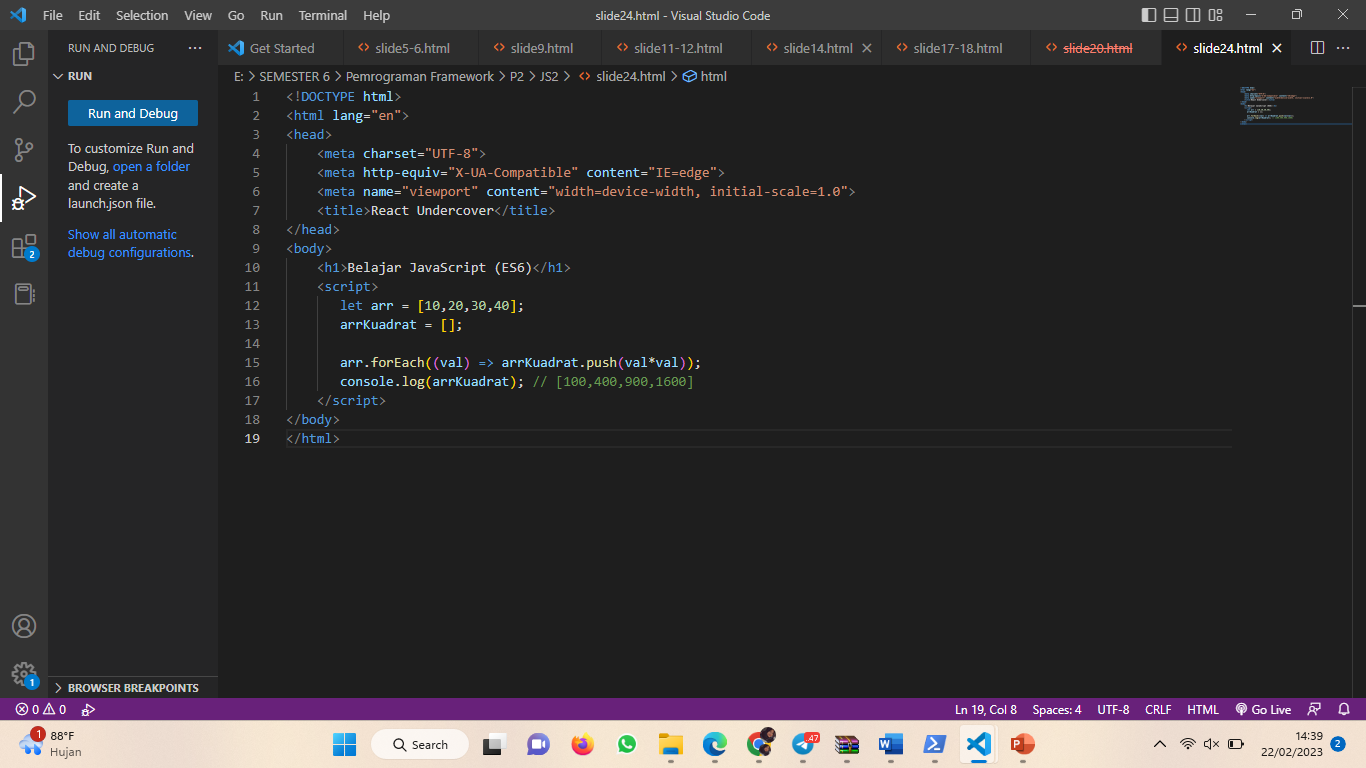 File Edit Selection View Go Run Terminal Help
slide24.html - Visual Studio Code
RUN AND DEBUG
Get Started
slide5-6.html
slide9.html
slide11-12.html
slide14.html
slide17-18.html
slide20.html
slide24.html
RUN
E: > SEMESTER 6 > Pemrograman Framework > P2 > JS2 > slide24.html > html
Run and Debug
To customize Run and
Debug, open a folder
and create a
launch.json file.
Show all automatic
debug configurations.
1 <!DOCTYPE html>
2 <html lang="en">
3 <head>
4 <meta charset="UTF-8">
5 <meta http-equiv="X-UA-Compatible" content="IE=edge">
6 <meta name="viewport" content="width=device-width, initial-scale=1.0">
7 <title>React Undercover</title>
8 </head>
9 <body>
10 <h1>Belajar JavaScript (ES6)</h1>
11 <script>
12 let arr = [10,20,30,40];
13 arrKuadrat = [];
14
15 arr.forEach((val) => arrKuadrat.push(val*val));
16 console.log(arrKuadrat); // [100,400,900,1600]
17 </script>
18 </body>
19 </html>
2
1
BROWSER BREAKPOINTS
0 0
Ln 19, Col 8 Spaces: 4 UTF-8 CRLF HTML Go Live
1
88°F
Hujan
Search
47
14:39
22/02/2023
2